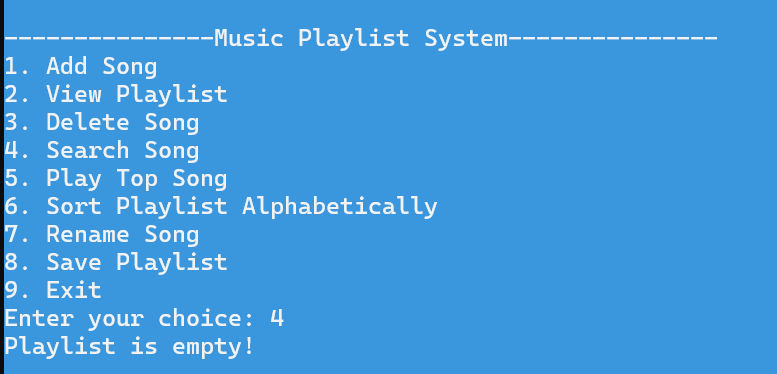 ---------------Music Playlist System---------------
1. Add Song
2. View Playlist
3. Delete Song
4. Search Song
5. Play Top Song
6. Sort Playlist Alphabetically
7. Rename Song
8. Save Playlist
9. Exit
Enter your choice: 4
Playlist is empty!